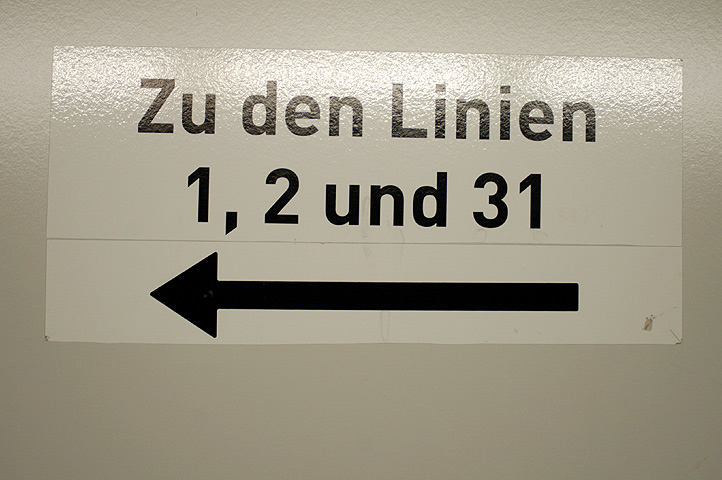 Zu den Linien
1, 2 und 31